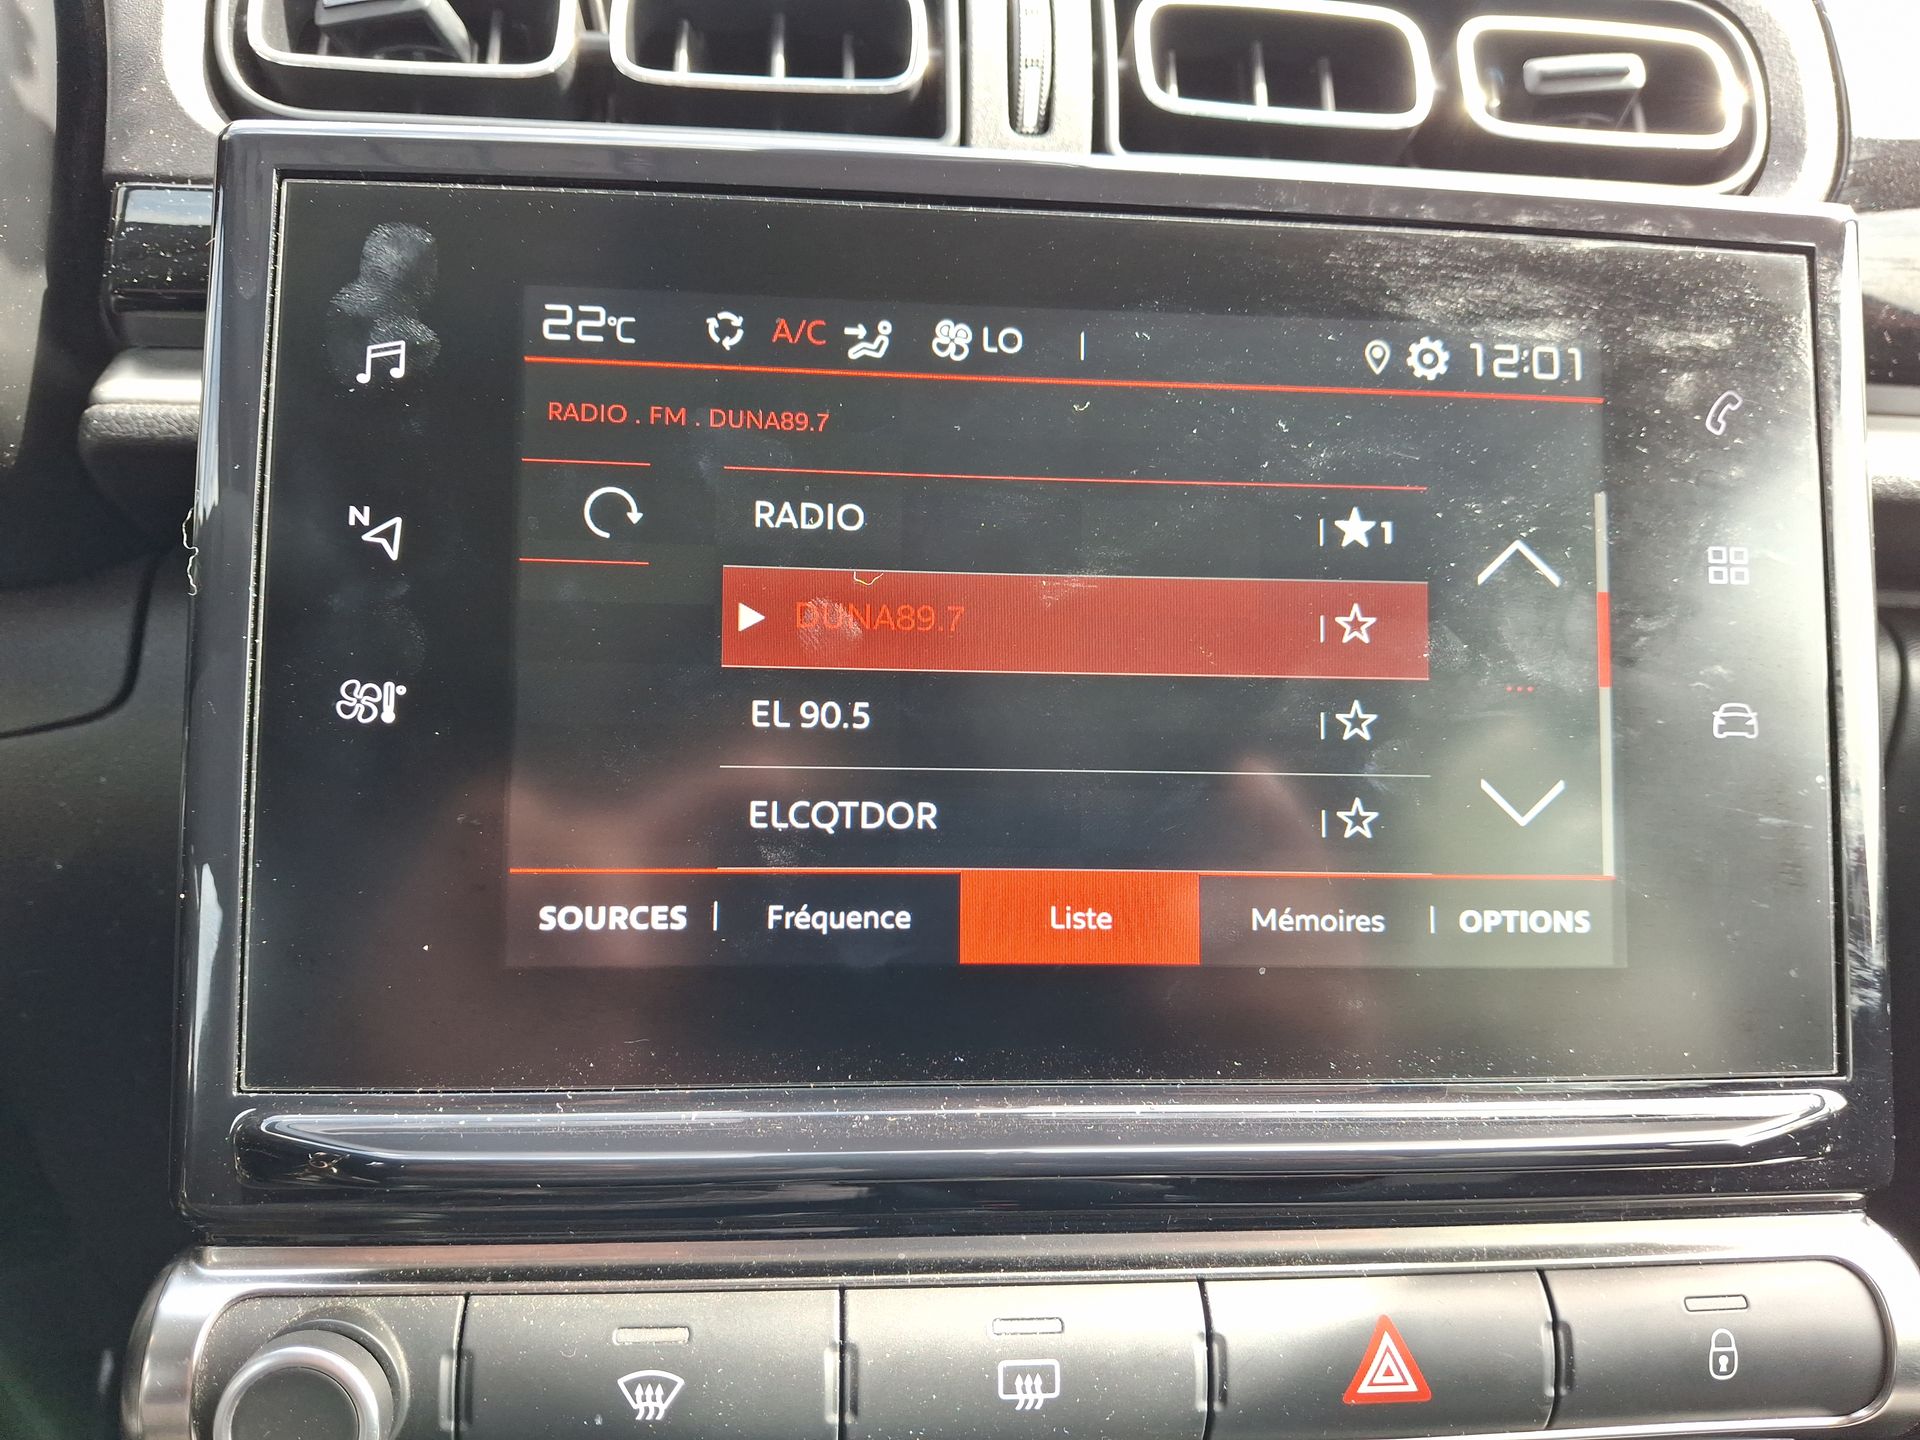 22°C A/C LO | 12:01
RADIO . FM . DUNA89.7
N
RADIO | ★1
DUNA89.7 | ☆
EL 90.5 | ☆
ELCQTDOR | ☆
SOURCES | Fréquence Liste Mémoires | OPTIONS